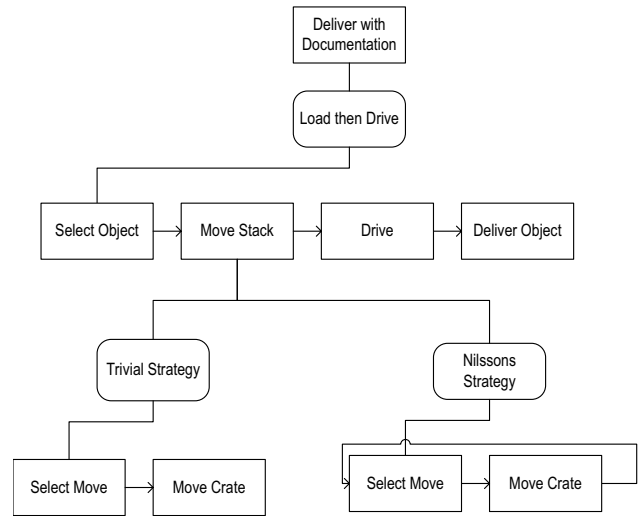 Deliver with
Documentation
Load then Drive
Select Object
Move Stack
Drive
Deliver Object
Trivial Strategy
Nilssons
Strategy
Select Move
Move Crate
Select Move
Move Crate